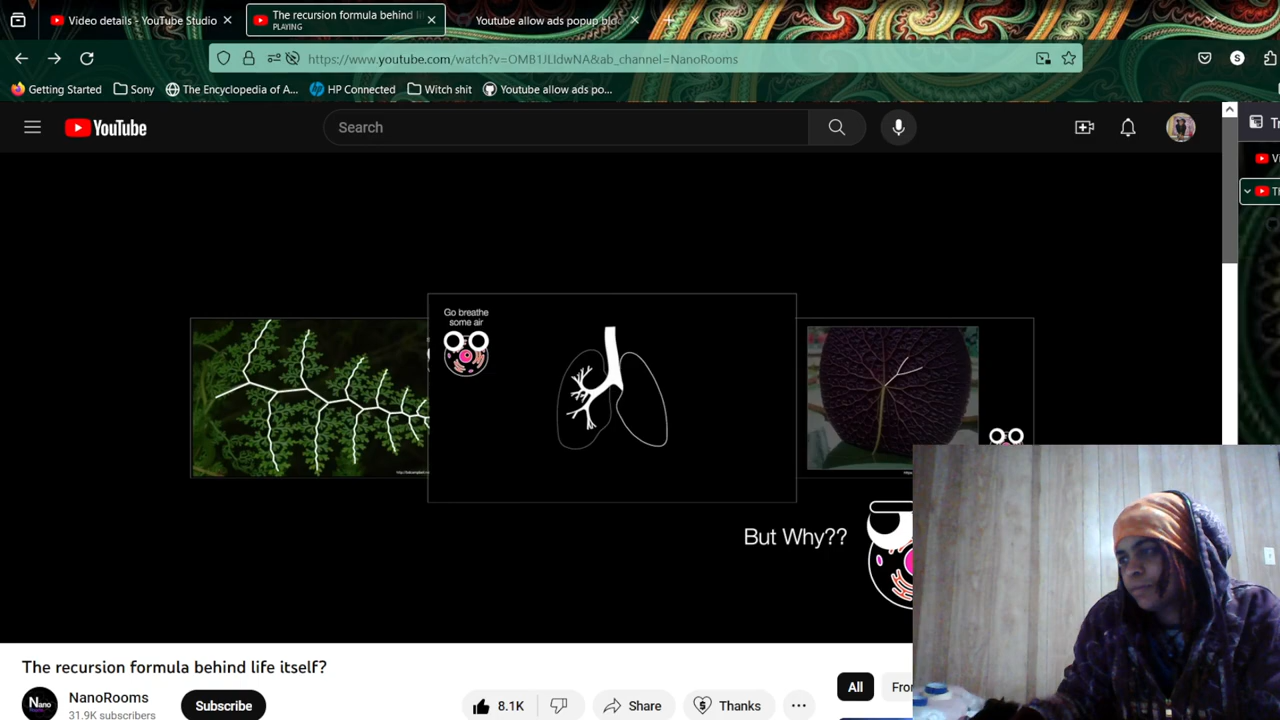 Video details - YouTube Studio
The recursion formula behind li
PLAYING
Youtube allow ads popup blo
https://www.youtube.com/watch?v=OMB1JLIdwNA&ab_channel=NanoRooms
S
Getting Started
Sony
The Encyclopedia of A...
HP Connected
Witch shit
Youtube allow ads po...
YouTube
Search
Go breathe
some air
But Why??
The recursion formula behind life itself?
Nano
NanoRooms
31.9K subscribers
Subscribe
8.1K
Share
Thanks
All